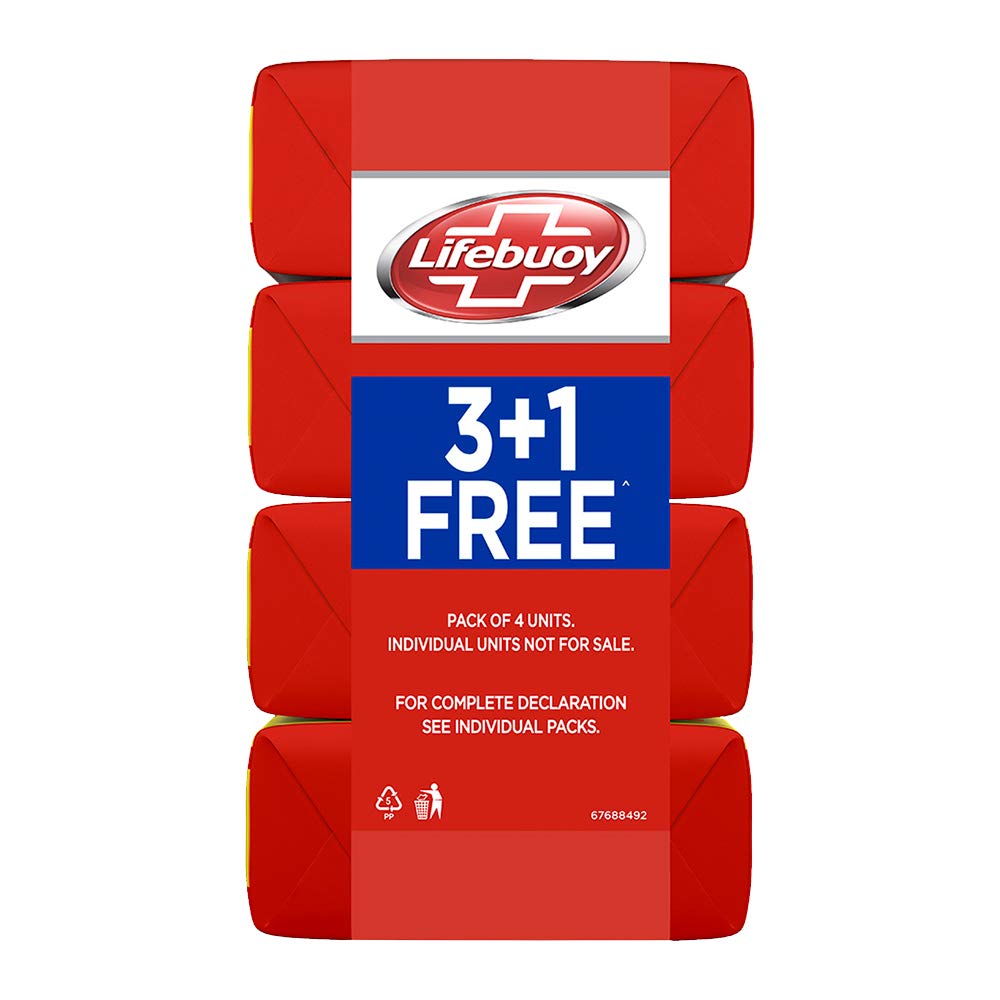 Lifebuoy
3+1
FREE^
PACK OF 4 UNITS.
INDIVIDUAL UNITS NOT FOR SALE.
FOR COMPLETE DECLARATION
SEE INDIVIDUAL PACKS.
5
PP
67688492